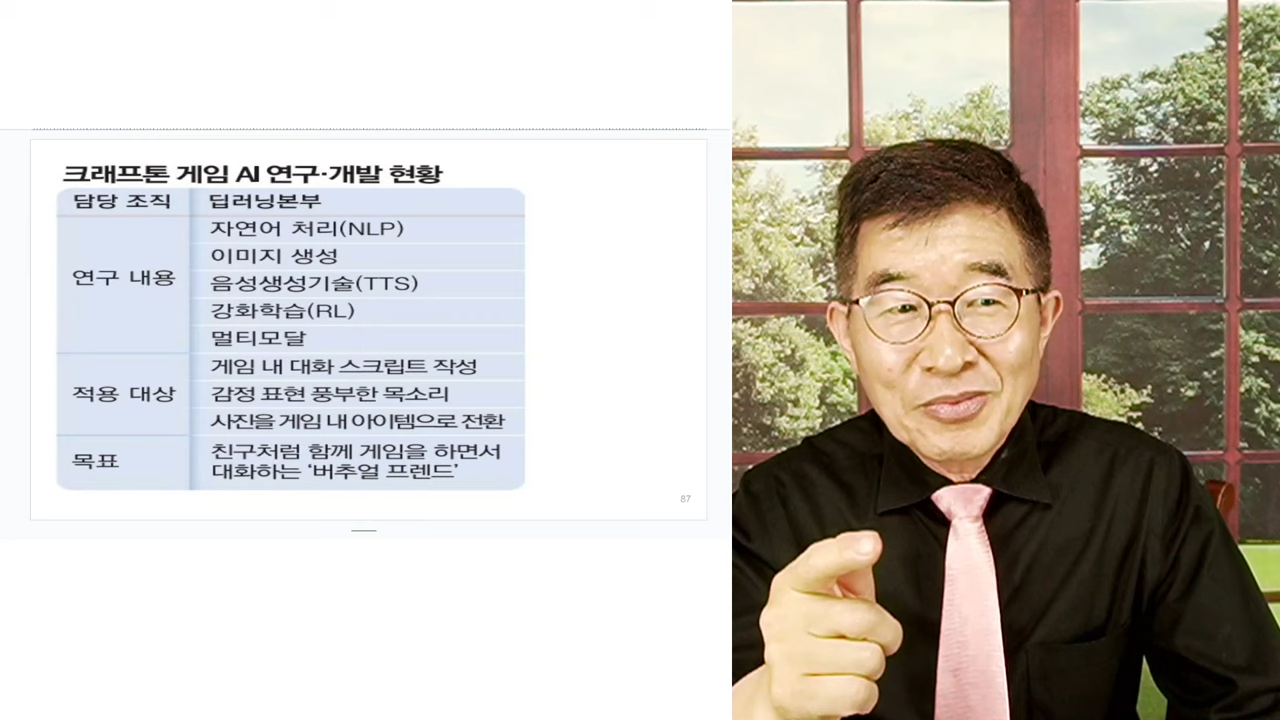 크래프톤 게임 AI 연구·개발 현황
담당 조직 딥러닝본부
연구 내용
자연어 처리(NLP)
이미지 생성
음성생성기술(TTS)
강화학습(RL)
멀티모달
적용 대상
게임 내 대화 스크립트 작성
감정 표현 풍부한 목소리
사진을 게임 내 아이템으로 전환
목표
친구처럼 함께 게임을 하면서
대화하는 ‘버추얼 프렌드’
87